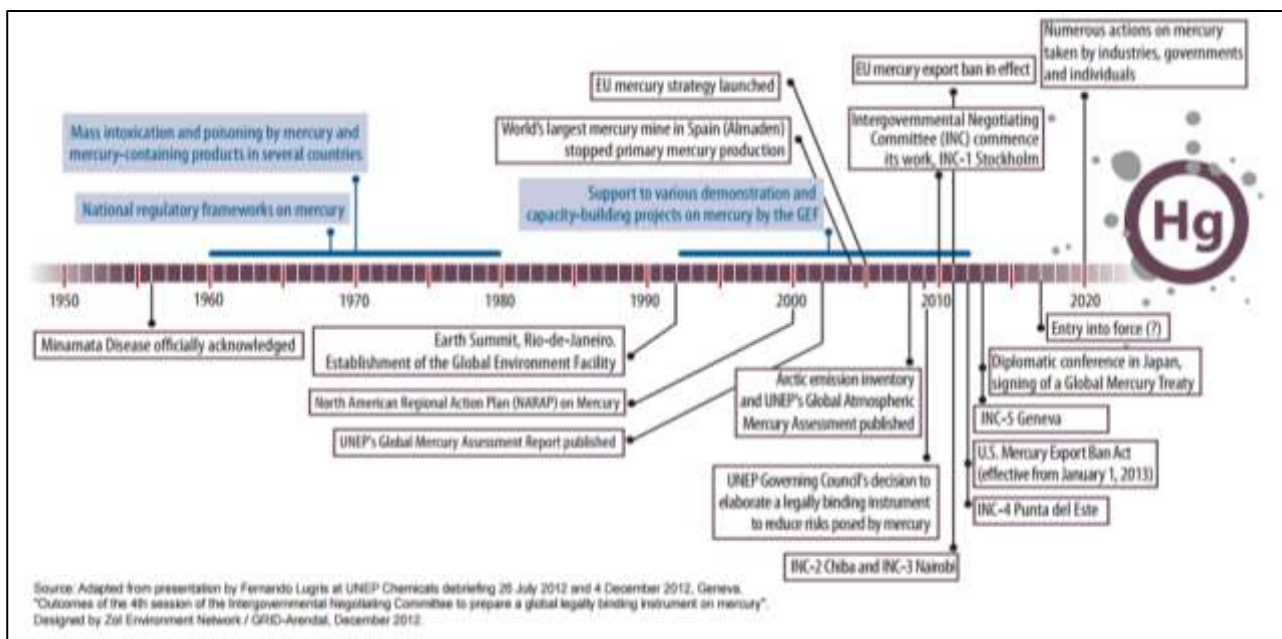 Numerous actions on mercury
taken by industries, governments
and individuals
EU mercury export ban in effect
EU mercury strategy launched
Intergovernmental Negotiating
Committee (INC) commence
its work, INC-1 Stockholm
World's largest mercury mine in Spain (Almaden)
stopped primary mercury production
Mass intoxication and poisoning by mercury and
mercury-containing products in several countries
Support to various demonstration and
capacity-building projects on mercury by the GEF
National regulatory frameworks on mercury
Hg
1950 1960 1970 1980 1990 2000 2010 2020
Minamata Disease officially acknowledged
Earth Summit, Rio-de-Janeiro.
Establishment of the Global Environment Facility
North American Regional Action Plan (NARAP) on Mercury
UNEP's Global Mercury Assessment Report published
Arctic emission inventory
and UNEP's Global Atmospheric
Mercury Assessment published
UNEP Governing Council's decision to
elaborate a legally binding instrument
to reduce risks posed by mercury
INC-2 Chiba and INC-3 Nairobi
Entry into force (?)
Diplomatic conference in Japan,
signing of a Global Mercury Treaty
INC-5 Geneva
U.S. Mercury Export Ban Act
(effective from January 1, 2013)
INC-4 Punta del Este
Source: Adapted from presentation by Fernando Lugris at UNEP Chemicals debriefing 26 July 2012 and 4 December 2012, Geneva.
"Outcomes of the 4th session of the Intergovernmental Negotiating Committee to prepare a global legally binding instrument on mercury".
Designed by Zoï Environment Network / GRID-Arendal, December 2012.